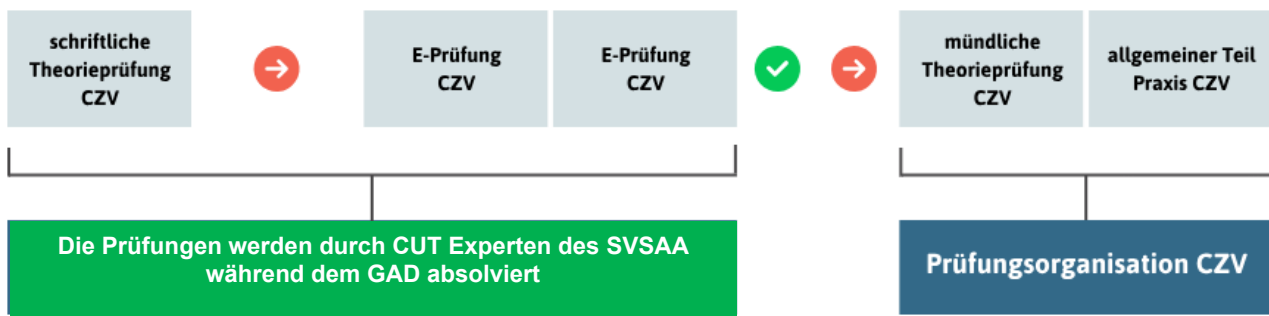 schriftliche
Theorieprüfung
CZV
E-Prüfung
CZV
E-Prüfung
CZV
mündliche
Theorieprüfung
CZV
allgemeiner Teil
Praxis CZV
Die Prüfungen werden durch CUT Experten des SVSAA
während dem GAD absolviert
Prüfungsorganisation CZV